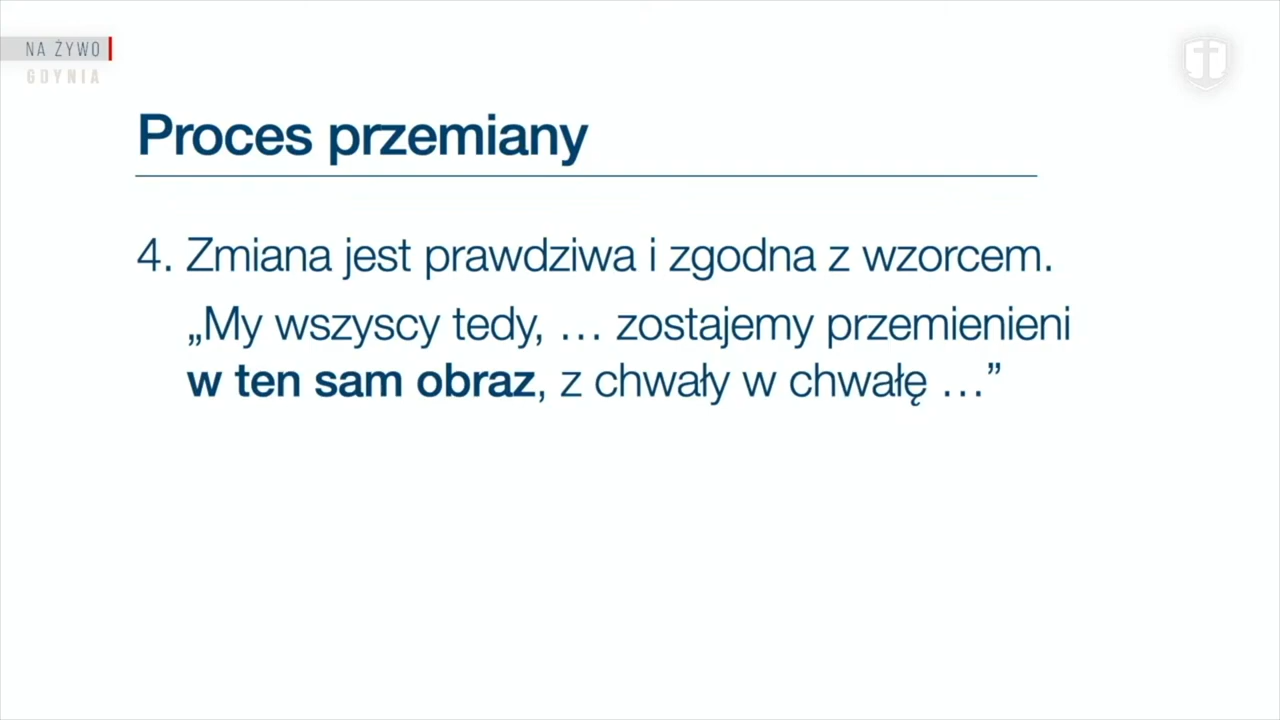 NA ŻYWO
GDYNIA
Proces przemiany
4. Zmiana jest prawdziwa i zgodna z wzorcem.
„My wszyscy tedy, … zostajemy przemienieni
w ten sam obraz, z chwały w chwałę …”